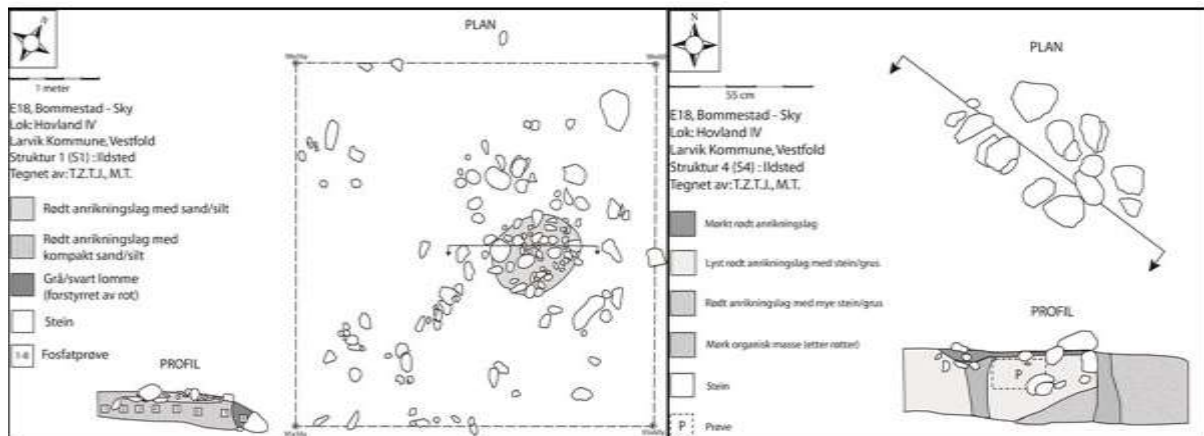 PLAN
1 meter
E18, Bommestad - Sky
Lok: Hovland IV
Larvik Kommune, Vestfold
Struktur 1 (S1) : Ildsted
Tegnet av: T.Z.T.J., M.T.
Rødt anrikningslag med sand/silt
Rødt anrikningslag med
kompakt sand/silt
Grå/svart lomme
(forstyrret av rot)
Stein
1-8 Fosfatprøve
PROFIL
N
PLAN
55 cm
E18, Bommestad - Sky
Lok: Hovland IV
Larvik Kommune, Vestfold
Struktur 4 (S4) : Ildsted
Tegnet av: T.Z.T.J., M.T.
Mørkt rødt anrikningslag
Lyst rødt anrikningslag med stein/grus
Rødt anrikningslag med mye stein/grus
Mørk organisk masse (etter røtter)
Stein
P Prøve
PROFIL
P